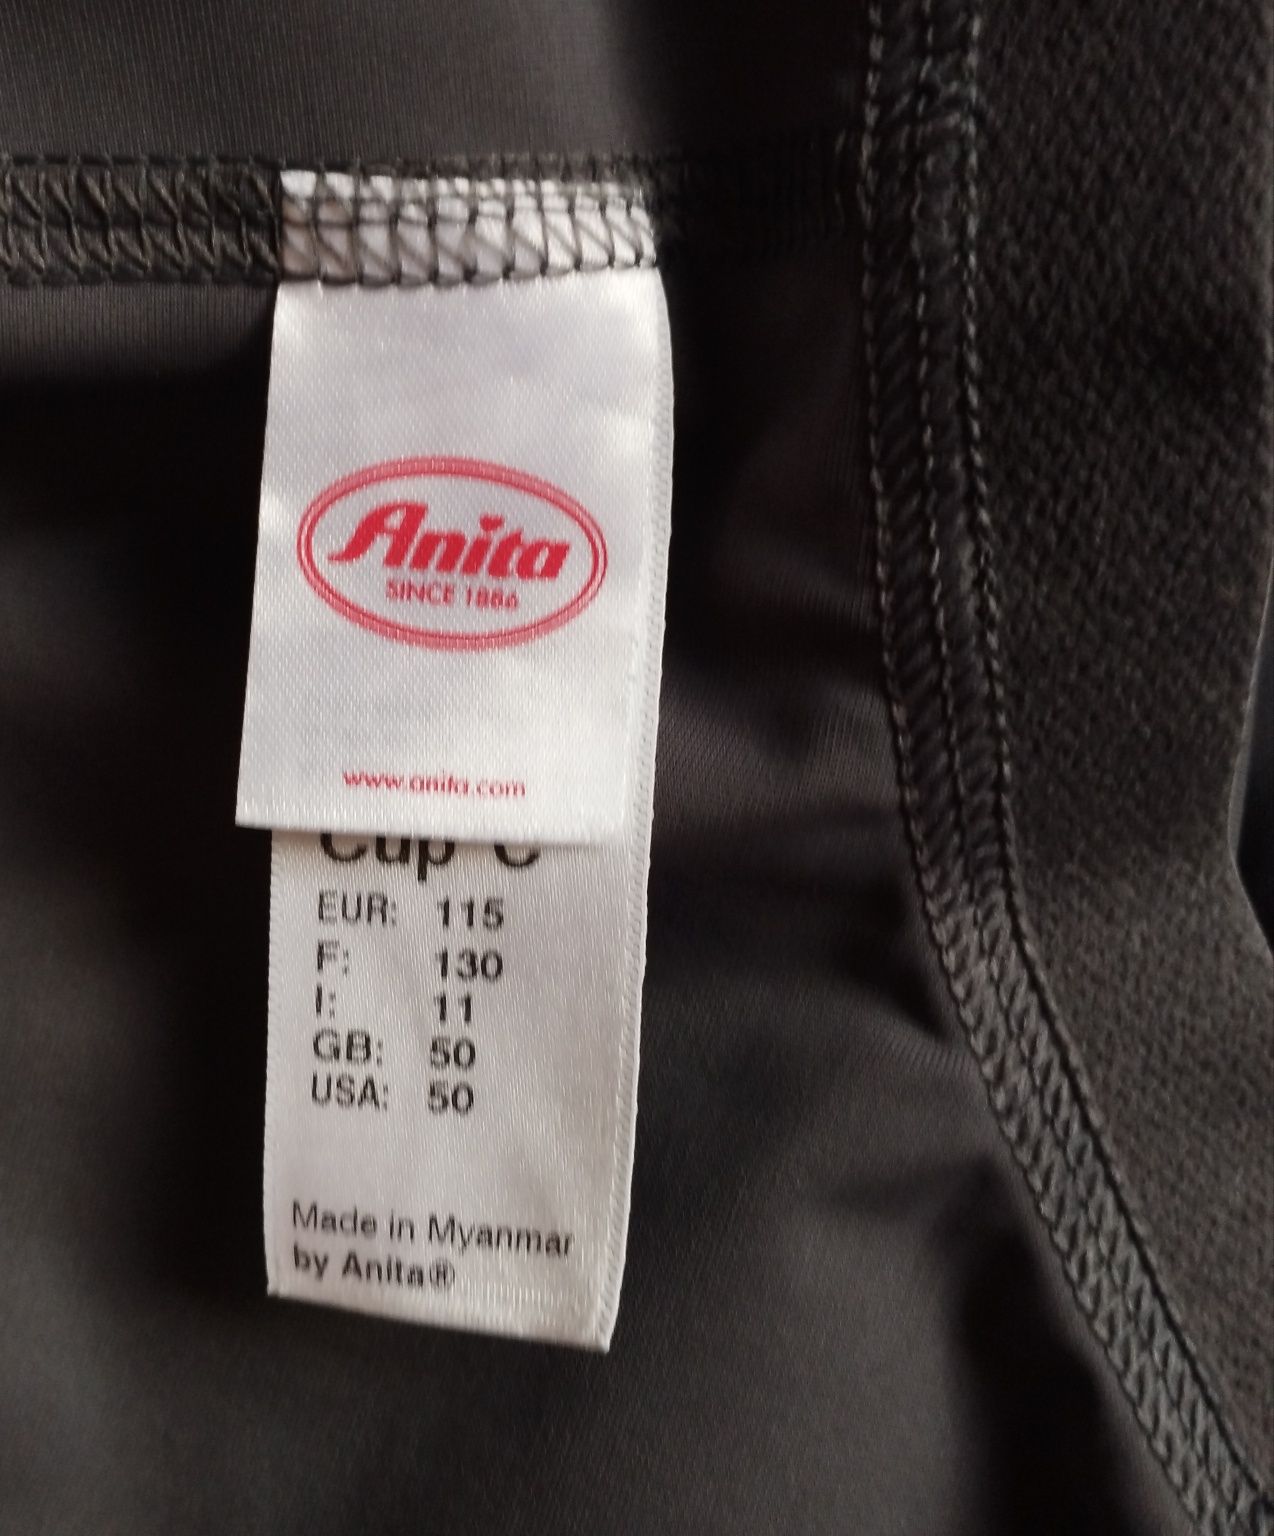 Anita
SINCE 1886
www.anita.com
Cup C
EUR: 115
F: 130
I: 11
GB: 50
USA: 50
Made in Myanmar
by Anita®